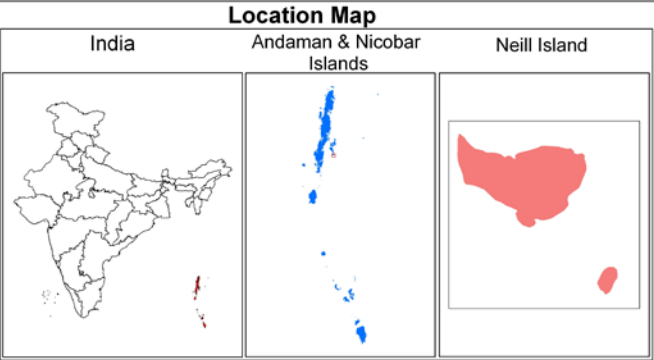 Location Map
India
Andaman & Nicobar
Islands
Neill Island